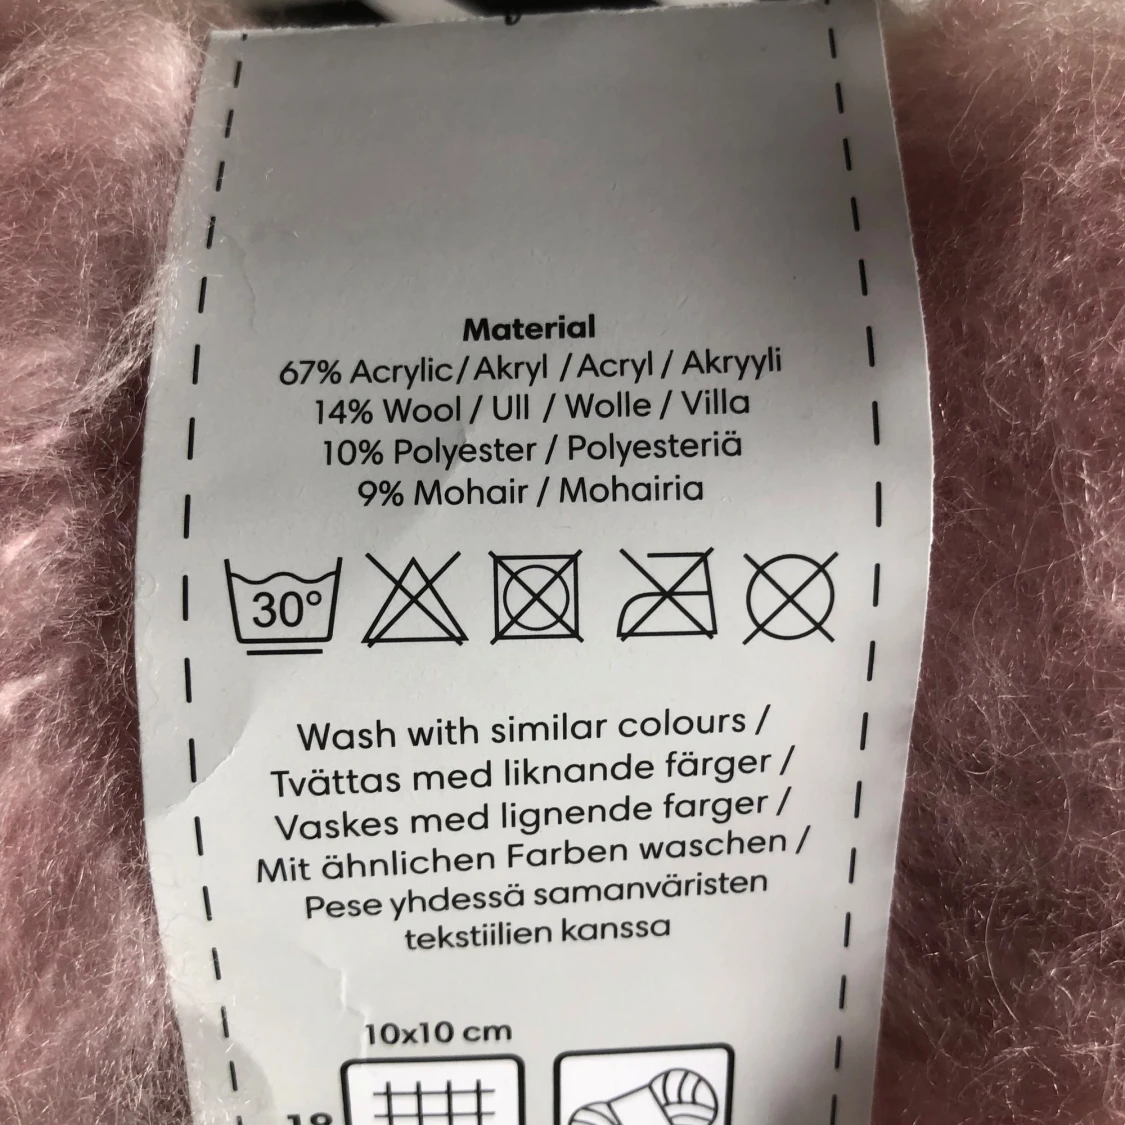 Material
67% Acrylic / Akryl / Acryl / Akryyli
14% Wool / Ull / Wolle / Villa
10% Polyester / Polyesteriä
9% Mohair / Mohairia
30°
Wash with similar colours /
Tvättas med liknande färger /
Vaskes med lignende farger /
Mit ähnlichen Farben waschen /
Pese yhdessä samanväristen
tekstiilien kanssa
10x10 cm